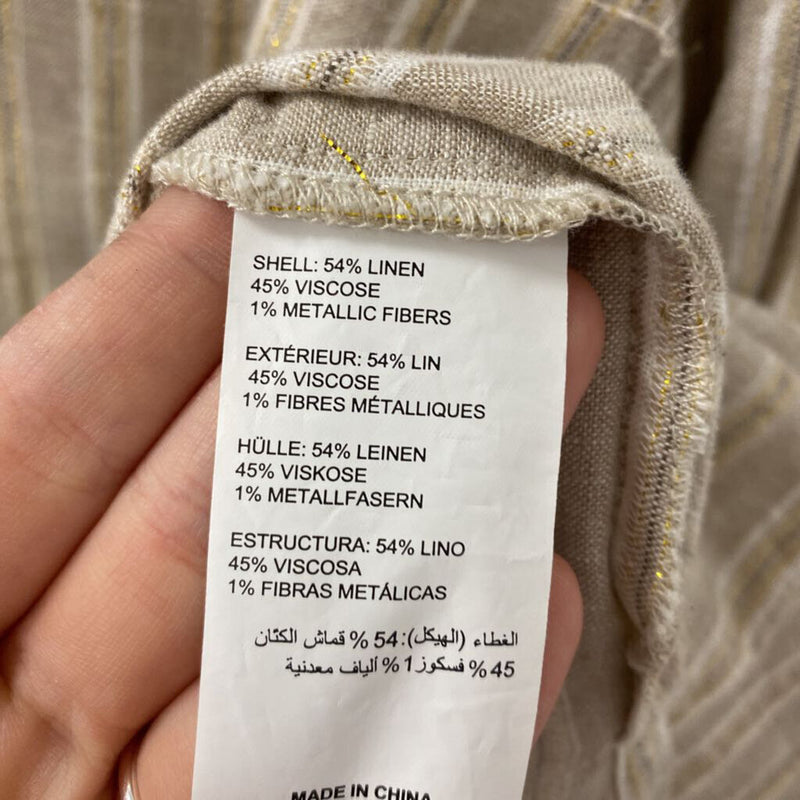 SHELL: 54% LINEN
45% VISCOSE
1% METALLIC FIBERS
EXTÉRIEUR: 54% LIN
45% VISCOSE
1% FIBRES MÉTALLIQUES
HÜLLE: 54% LEINEN
45% VISKOSE
1% METALLFASERN
ESTRUCTURA: 54% LINO
45% VISCOSA
1% FIBRAS METÁLICAS
الغطاء (الهيكل): 54 % قماش الكتان
45 % فسكوز 1 % ألياف معدنية
MADE IN CHINA